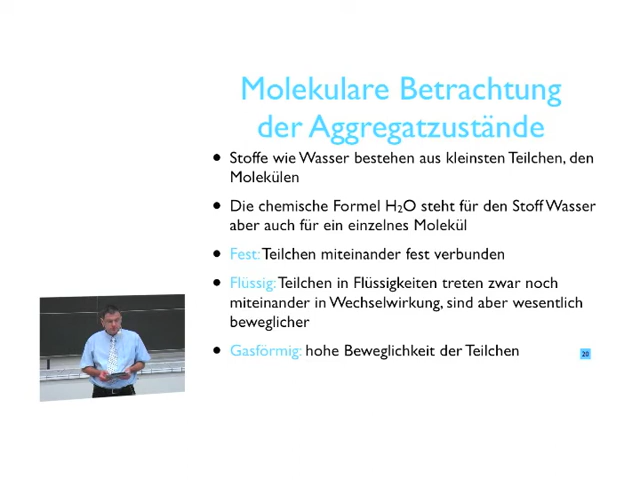 Molekulare Betrachtung
der Aggregatzustände
• Stoffe wie Wasser bestehen aus kleinsten Teilchen, den
Molekülen
• Die chemische Formel H₂O steht für den Stoff Wasser
aber auch für ein einzelnes Molekül
• Fest: Teilchen miteinander fest verbunden
• Flüssig: Teilchen in Flüssigkeiten treten zwar noch
miteinander in Wechselwirkung, sind aber wesentlich
beweglicher
• Gasförmig: hohe Beweglichkeit der Teilchen
20